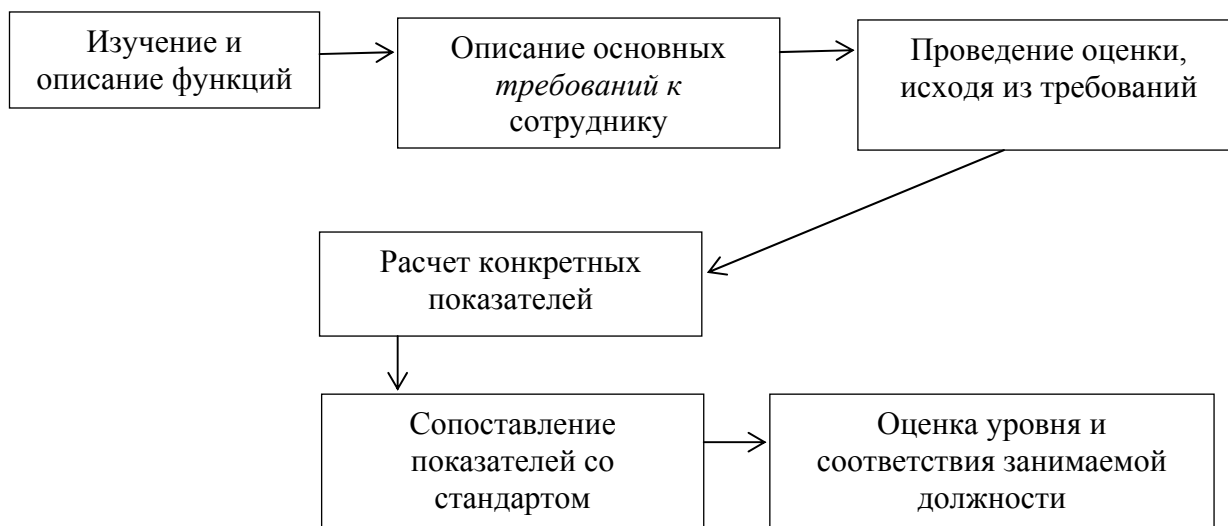 Изучение и
описание функций
Описание основных
требований к
сотруднику
Проведение оценки,
исходя из требований
Расчет конкретных
показателей
Сопоставление
показателей со
стандартом
Оценка уровня и
соответствия занимаемой
должности